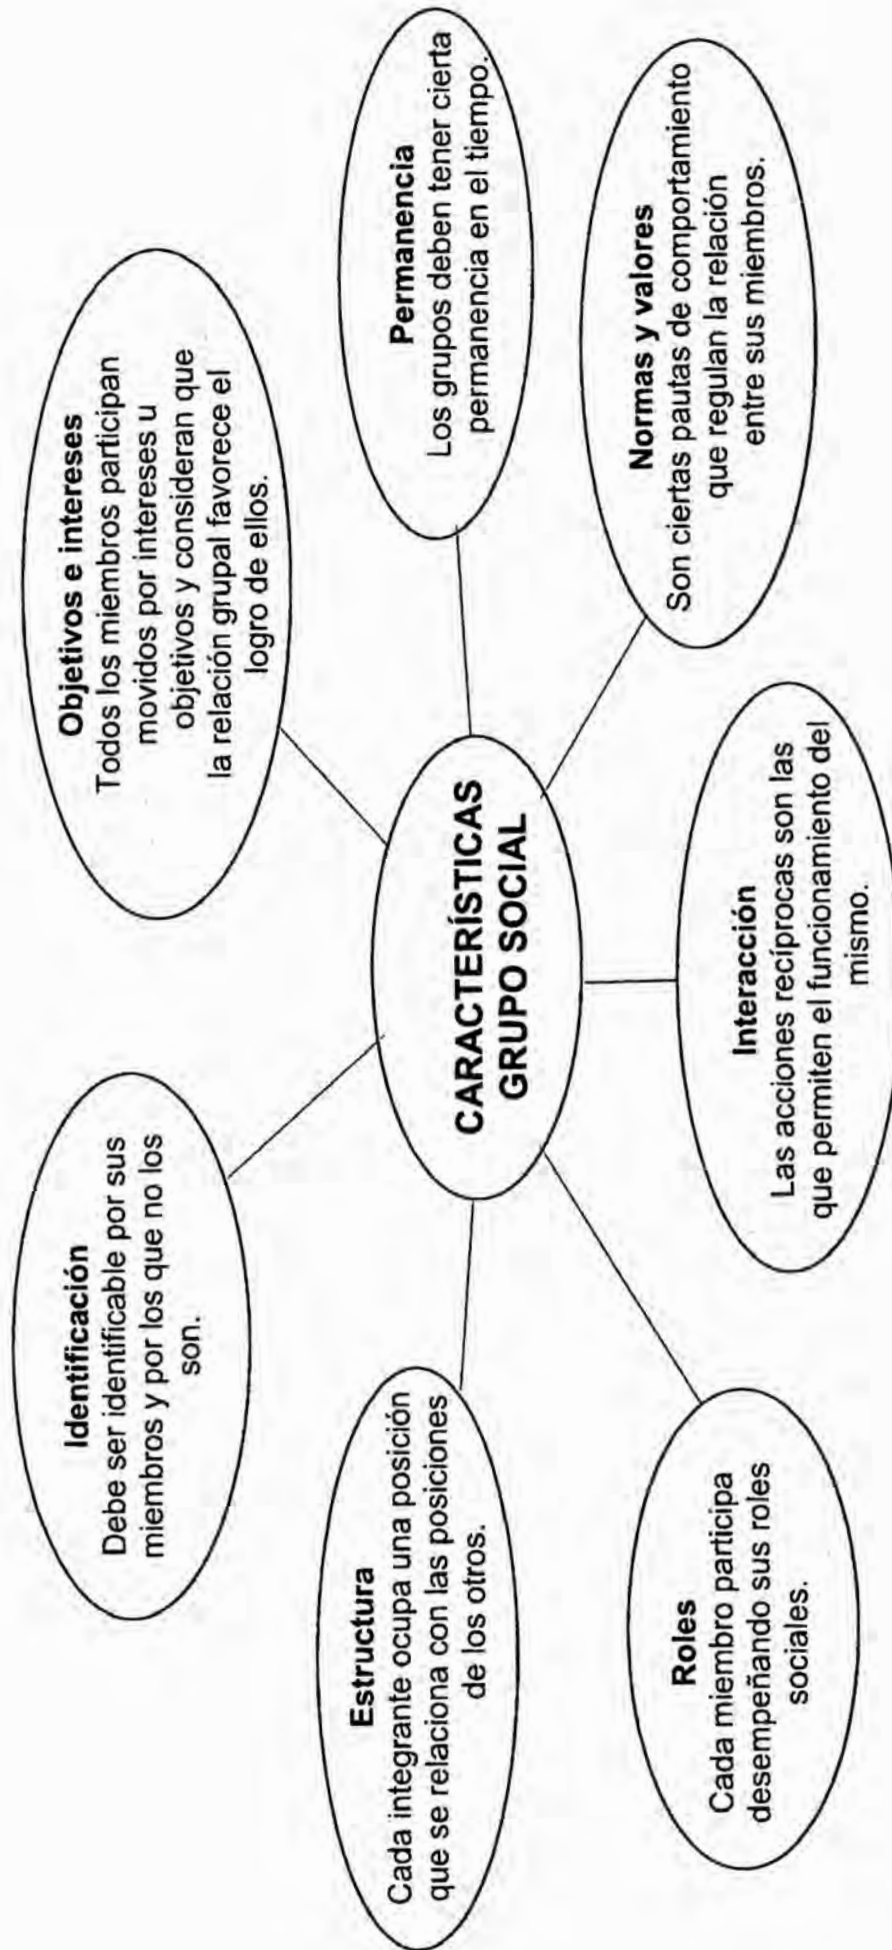 Identificación
Debe ser identificable por sus
miembros y por los que no los
son.
Objetivos e intereses
Todos los miembros participan
movidos por intereses u
objetivos y consideran que
la relación grupal favorece el
logro de ellos.
Estructura
Cada integrante ocupa una posición
que se relaciona con las posiciones
de los otros.
CARACTERÍSTICAS
GRUPO SOCIAL
Permanencia
Los grupos deben tener cierta
permanencia en el tiempo.
Roles
Cada miembro participa
desempeñando sus roles
sociales.
Interacción
Las acciones recíprocas son las
que permiten el funcionamiento del
mismo.
Normas y valores
Son ciertas pautas de comportamiento
que regulan la relación
entre sus miembros.